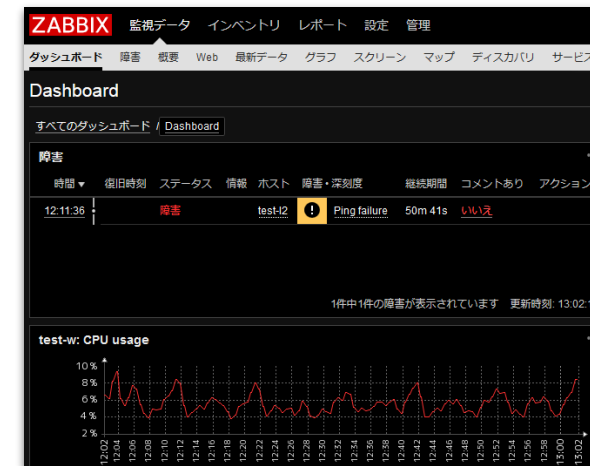 ZABBIX 監視データ インベントリ レポート 設定 管理
ダッシュボード 障害 概要 Web 最新データ グラフ スクリーン マップ ディスカバリ サービス
Dashboard
すべてのダッシュボード / Dashboard
障害
時間▼ 復旧時刻 ステータス 情報 ホスト 障害・深刻度 継続期間 コメントあり アクション
12:11:36 障害 test-l2 Ping failure 50m 41s いいえ
1件中1件の障害が表示されています 更新時刻: 13:02:1
test-w: CPU usage
10 %
8 %
6 %
4 %
2 %
12:02 12:04 12:06 12:08 12:10 12:12 12:14 12:16 12:18 12:20 12:22 12:24 12:26 12:28 12:30 12:32 12:34 12:36 12:38 12:40 12:42 12:44 12:46 12:48 12:50 12:52 12:54 12:56 12:58 13:00 13:02